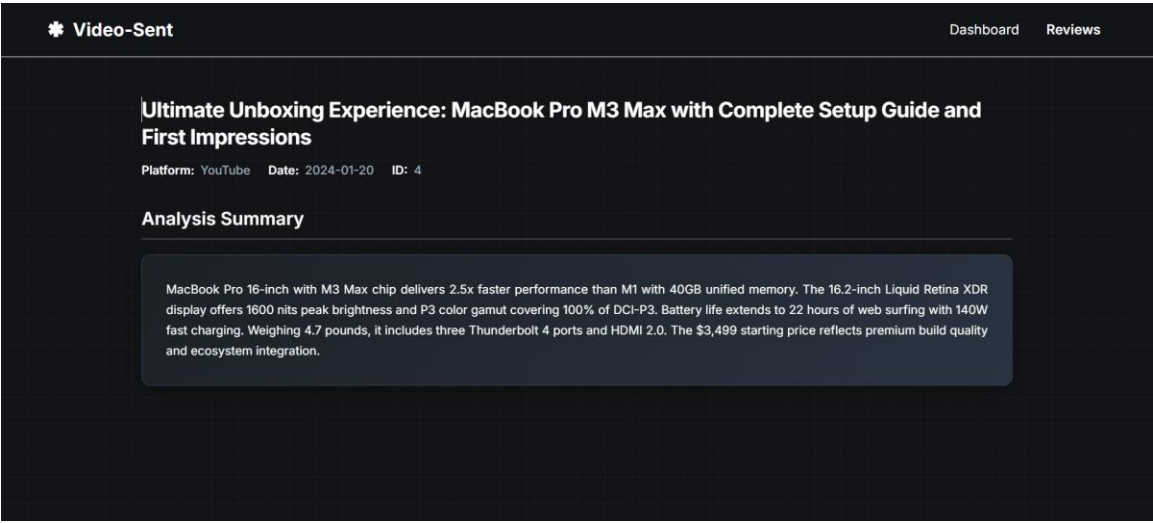 Video-Sent
Dashboard Reviews
Ultimate Unboxing Experience: MacBook Pro M3 Max with Complete Setup Guide and
First Impressions
Platform: YouTube Date: 2024-01-20 ID: 4
Analysis Summary
MacBook Pro 16-inch with M3 Max chip delivers 2.5x faster performance than M1 with 40GB unified memory. The 16.2-inch Liquid Retina XDR
display offers 1600 nits peak brightness and P3 color gamut covering 100% of DCI-P3. Battery life extends to 22 hours of web surfing with 140W
fast charging. Weighing 4.7 pounds, it includes three Thunderbolt 4 ports and HDMI 2.0. The $3,499 starting price reflects premium build quality
and ecosystem integration.